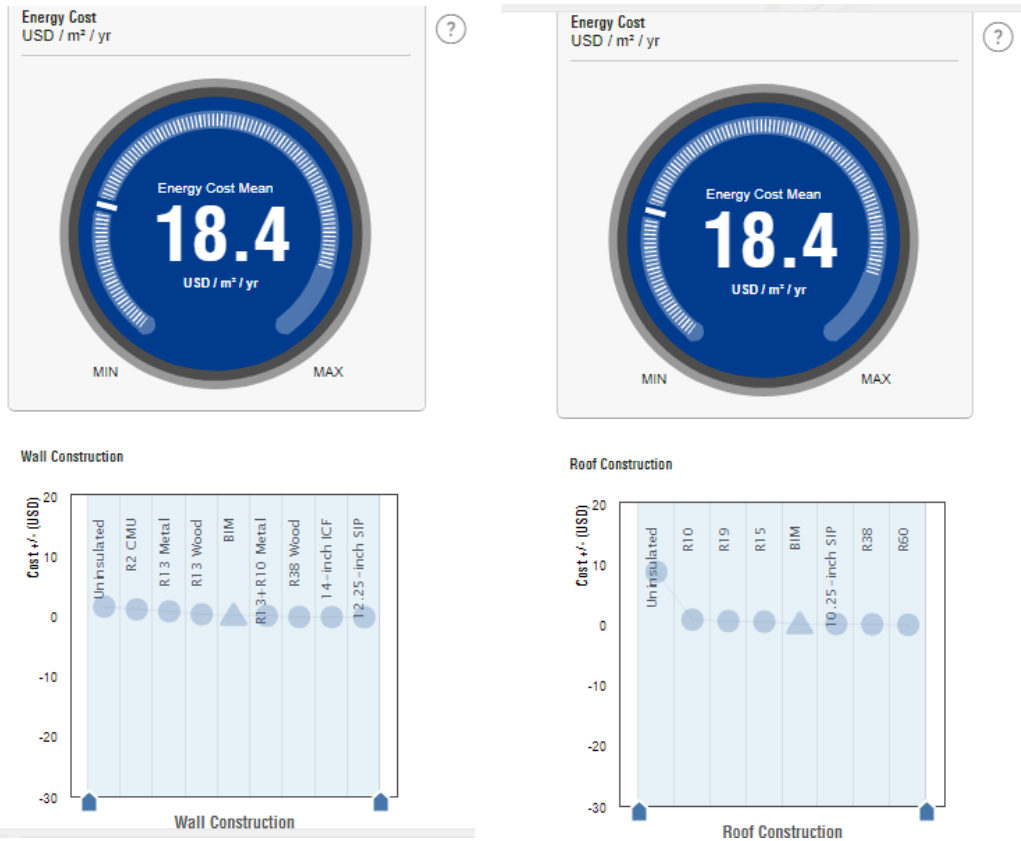 Energy Cost
USD / m² / yr
?
Energy Cost Mean
18.4
USD / m² / yr
MIN
MAX
Wall Construction
Cost +/- (USD)
20
10
0
-10
-20
-30
Uninsulated
R2 CMU
R13 Metal
R13 Wood
BIM
R13+R10 Metal
R38 Wood
14-inch ICF
12.25-inch SIP
Wall Construction
Energy Cost
USD / m² / yr
?
Energy Cost Mean
18.4
USD / m² / yr
MIN
MAX
Roof Construction
Cost +/- (USD)
20
10
0
-10
-20
-30
Uninsulated
R10
R19
R15
BIM
10.25-inch SIP
R38
R60
Roof Construction